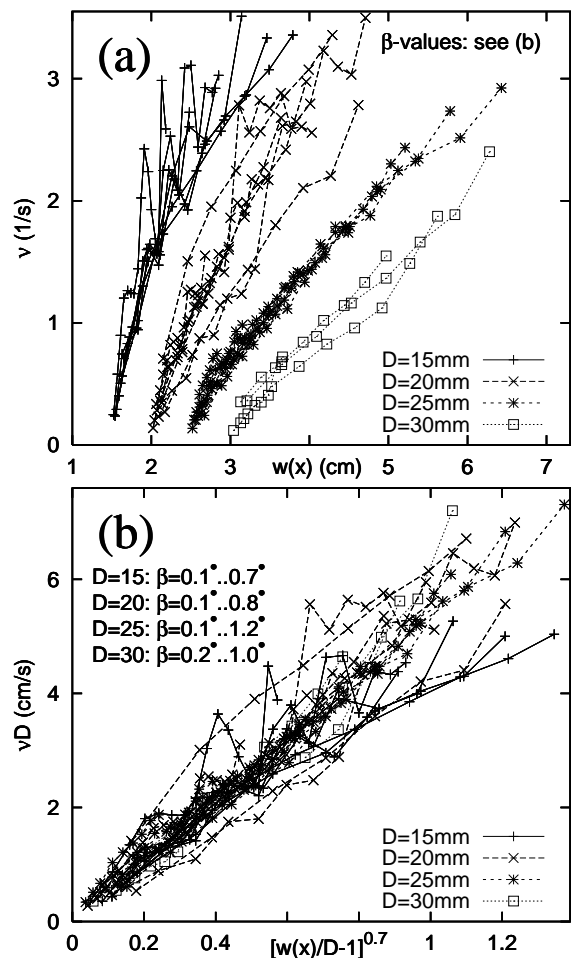 (a)
β-values: see (b)
3
2
1
0
ν (1/s)
D=15mm
D=20mm
D=25mm
D=30mm
1 2 3 4 5 6 7
w(x) (cm)
(b)
D=15: β=0.1°..0.7°
D=20: β=0.1°..0.8°
D=25: β=0.1°..1.2°
D=30: β=0.2°..1.0°
6
4
2
0
νD (cm/s)
D=15mm
D=20mm
D=25mm
D=30mm
0 0.2 0.4 0.6 0.8 1 1.2
[w(x)/D-1]^0.7